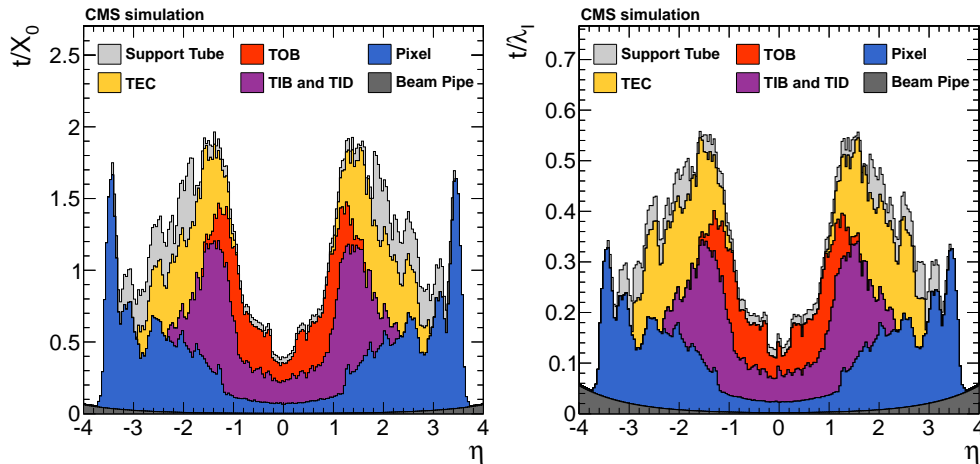 CMS simulation
t/X₀
Support Tube
TOB
Pixel
TEC
TIB and TID
Beam Pipe
2.5
2
1.5
1
0.5
0
-4 -3 -2 -1 0 1 2 3 4
η
CMS simulation
t/λ_I
Support Tube
TOB
Pixel
TEC
TIB and TID
Beam Pipe
0.7
0.6
0.5
0.4
0.3
0.2
0.1
0
-4 -3 -2 -1 0 1 2 3 4
η